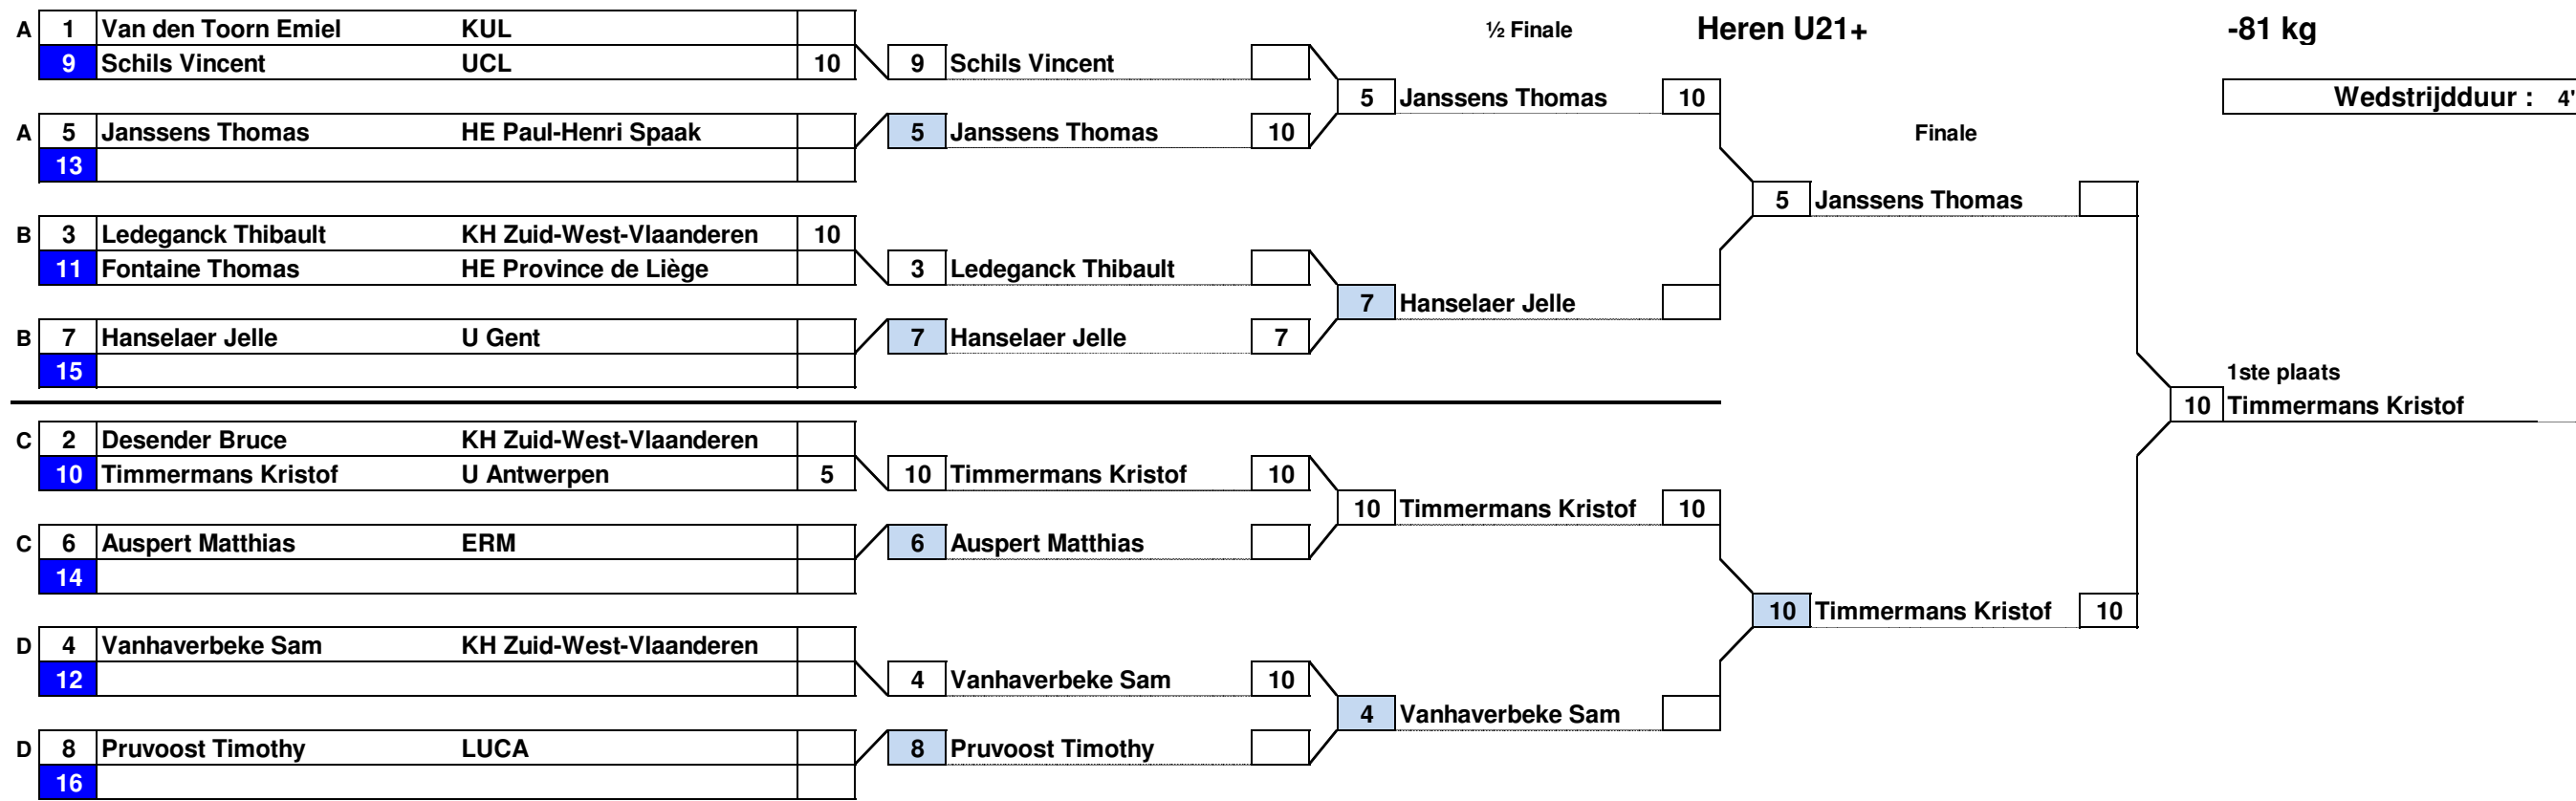 ½ Finale Heren U21+ -81 kg
A 1 Van den Toorn Emiel KUL
9 Schils Vincent UCL 10 9 Schils Vincent
5 Janssens Thomas 10 Wedstrijdduur : 4'
A 5 Janssens Thomas HE Paul-Henri Spaak 5 Janssens Thomas 10 Finale
13
5 Janssens Thomas
B 3 Ledeganck Thibault KH Zuid-West-Vlaanderen 10
11 Fontaine Thomas HE Province de Liège 3 Ledeganck Thibault
7 Hanselaer Jelle
B 7 Hanselaer Jelle U Gent 7 Hanselaer Jelle 7
15 1ste plaats
10 Timmermans Kristof
C 2 Desender Bruce KH Zuid-West-Vlaanderen
10 Timmermans Kristof U Antwerpen 5 10 Timmermans Kristof 10
10 Timmermans Kristof 10
C 6 Auspert Matthias ERM 6 Auspert Matthias
14
10 Timmermans Kristof 10
D 4 Vanhaverbeke Sam KH Zuid-West-Vlaanderen
12 4 Vanhaverbeke Sam 10
4 Vanhaverbeke Sam
D 8 Pruvoost Timothy LUCA 8 Pruvoost Timothy
16